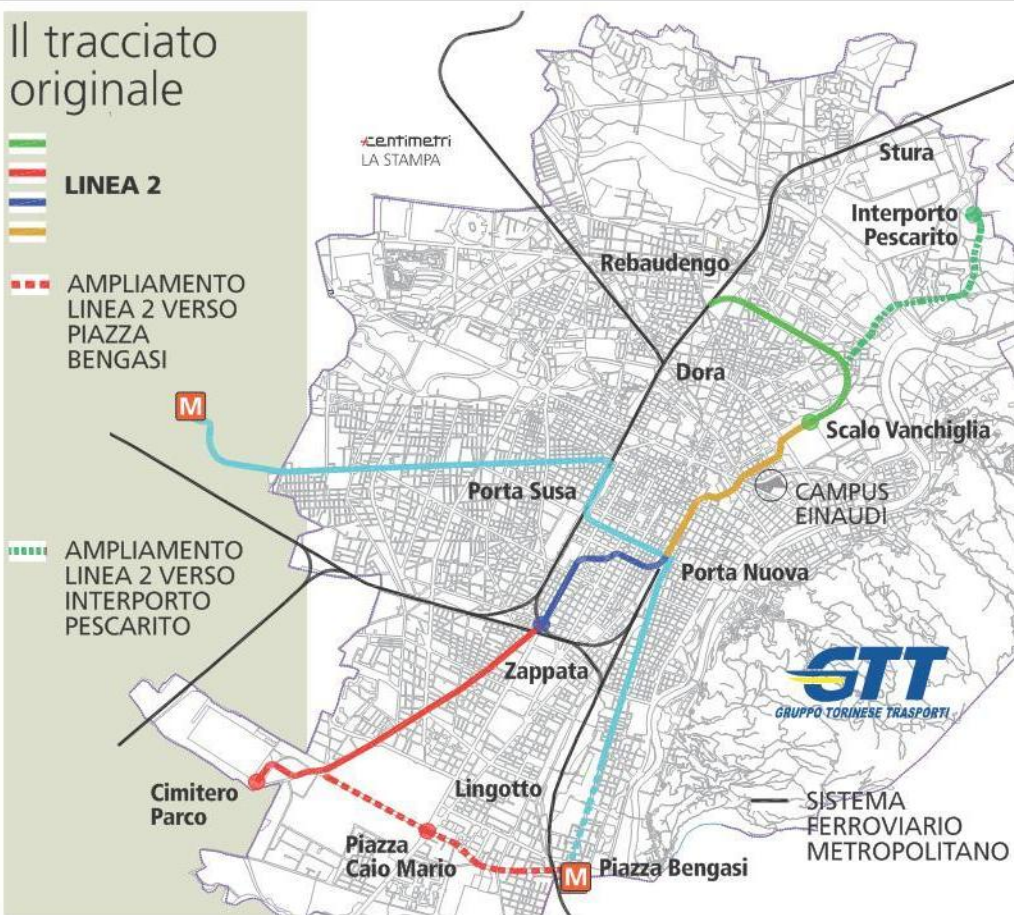 Il tracciato
originale
LINEA 2
AMPLIAMENTO
LINEA 2 VERSO
PIAZZA
BENGASI
AMPLIAMENTO
LINEA 2 VERSO
INTERPORTO
PESCARITO
centimetri
LA STAMPA
Stura
Interporto
Pescarito
Rebaudengo
Dora
M
Scalo Vanchiglia
Porta Susa
CAMPUS
EINAUDI
Porta Nuova
Zappata
GTT
GRUPPO TORINESE TRASPORTI
Cimitero
Parco
Lingotto
SISTEMA
FERROVIARIO
METROPOLITANO
Piazza
Caio Mario
M
Piazza Bengasi